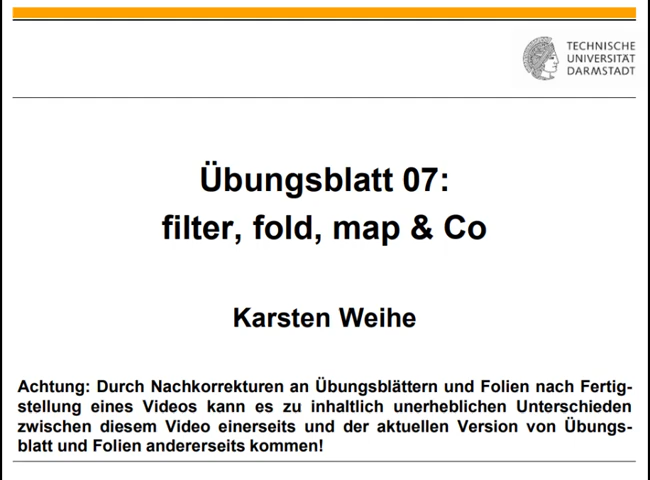 TECHNISCHE
UNIVERSITÄT
DARMSTADT
Übungsblatt 07:
filter, fold, map & Co
Karsten Weihe
Achtung: Durch Nachkorrekturen an Übungsblättern und Folien nach Fertig-
stellung eines Videos kann es zu inhaltlich unerheblichen Unterschieden
zwischen diesem Video einerseits und der aktuellen Version von Übungs-
blatt und Folien andererseits kommen!